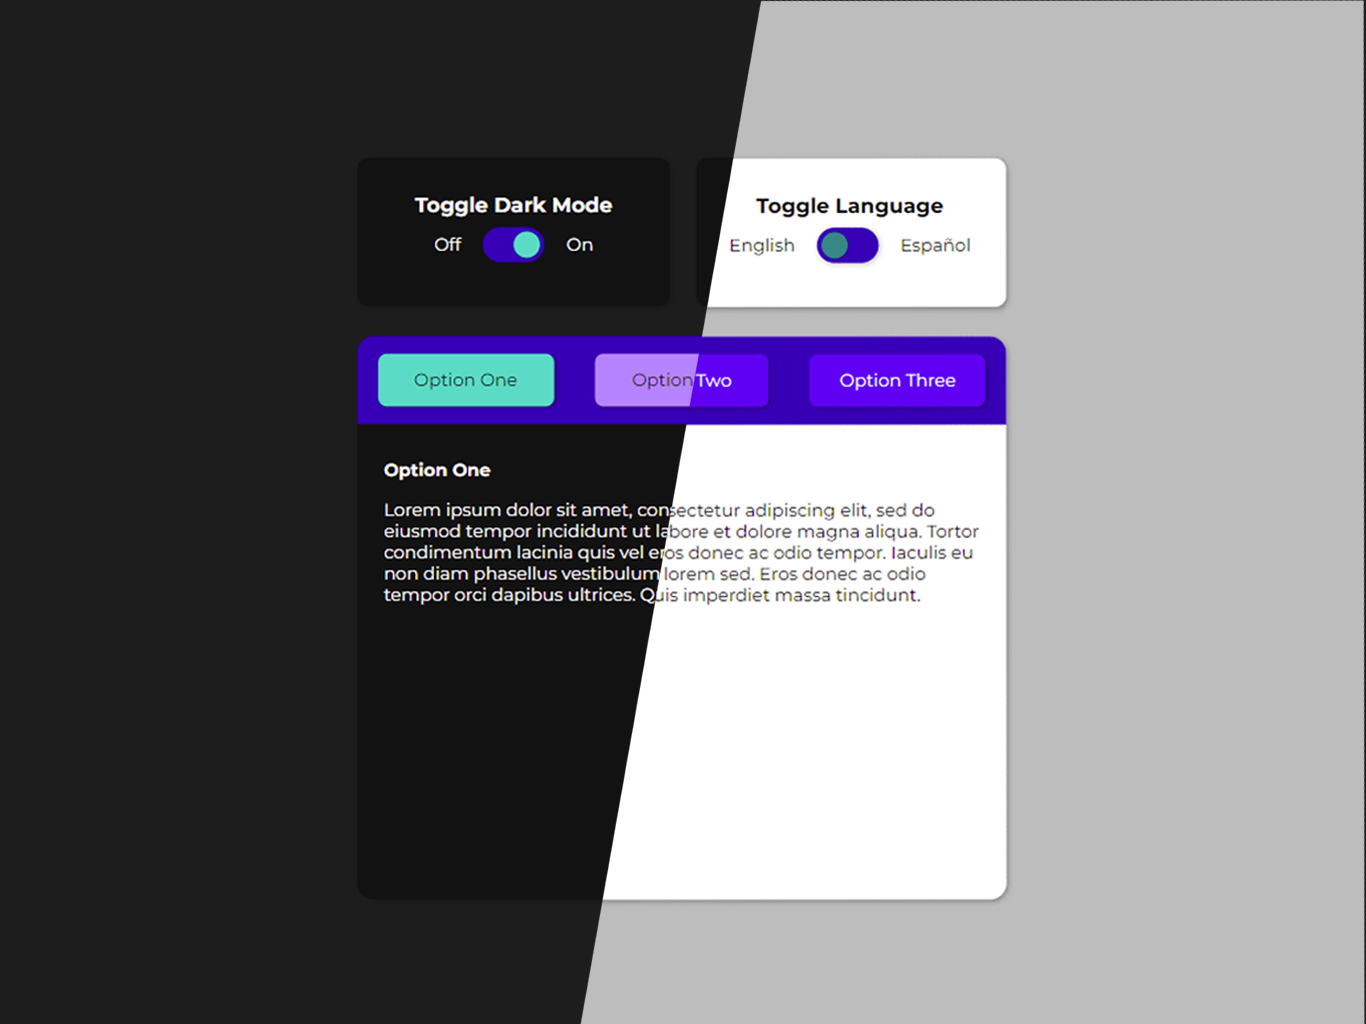 Toggle Dark Mode
Off On
Toggle Language
English Español
Option One
Option Two
Option Three
Option One
Lorem ipsum dolor sit amet, consectetur adipiscing elit, sed do
eiusmod tempor incididunt ut labore et dolore magna aliqua. Tortor
condimentum lacinia quis vel eros donec ac odio tempor. Iaculis eu
non diam phasellus vestibulum lorem sed. Eros donec ac odio
tempor orci dapibus ultrices. Quis imperdiet massa tincidunt.